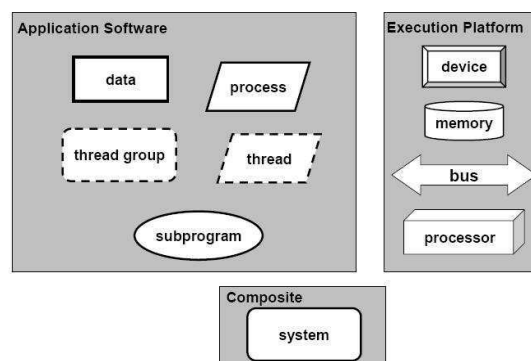 Application Software
data
process
thread group
thread
subprogram
Execution Platform
device
memory
bus
processor
Composite
system